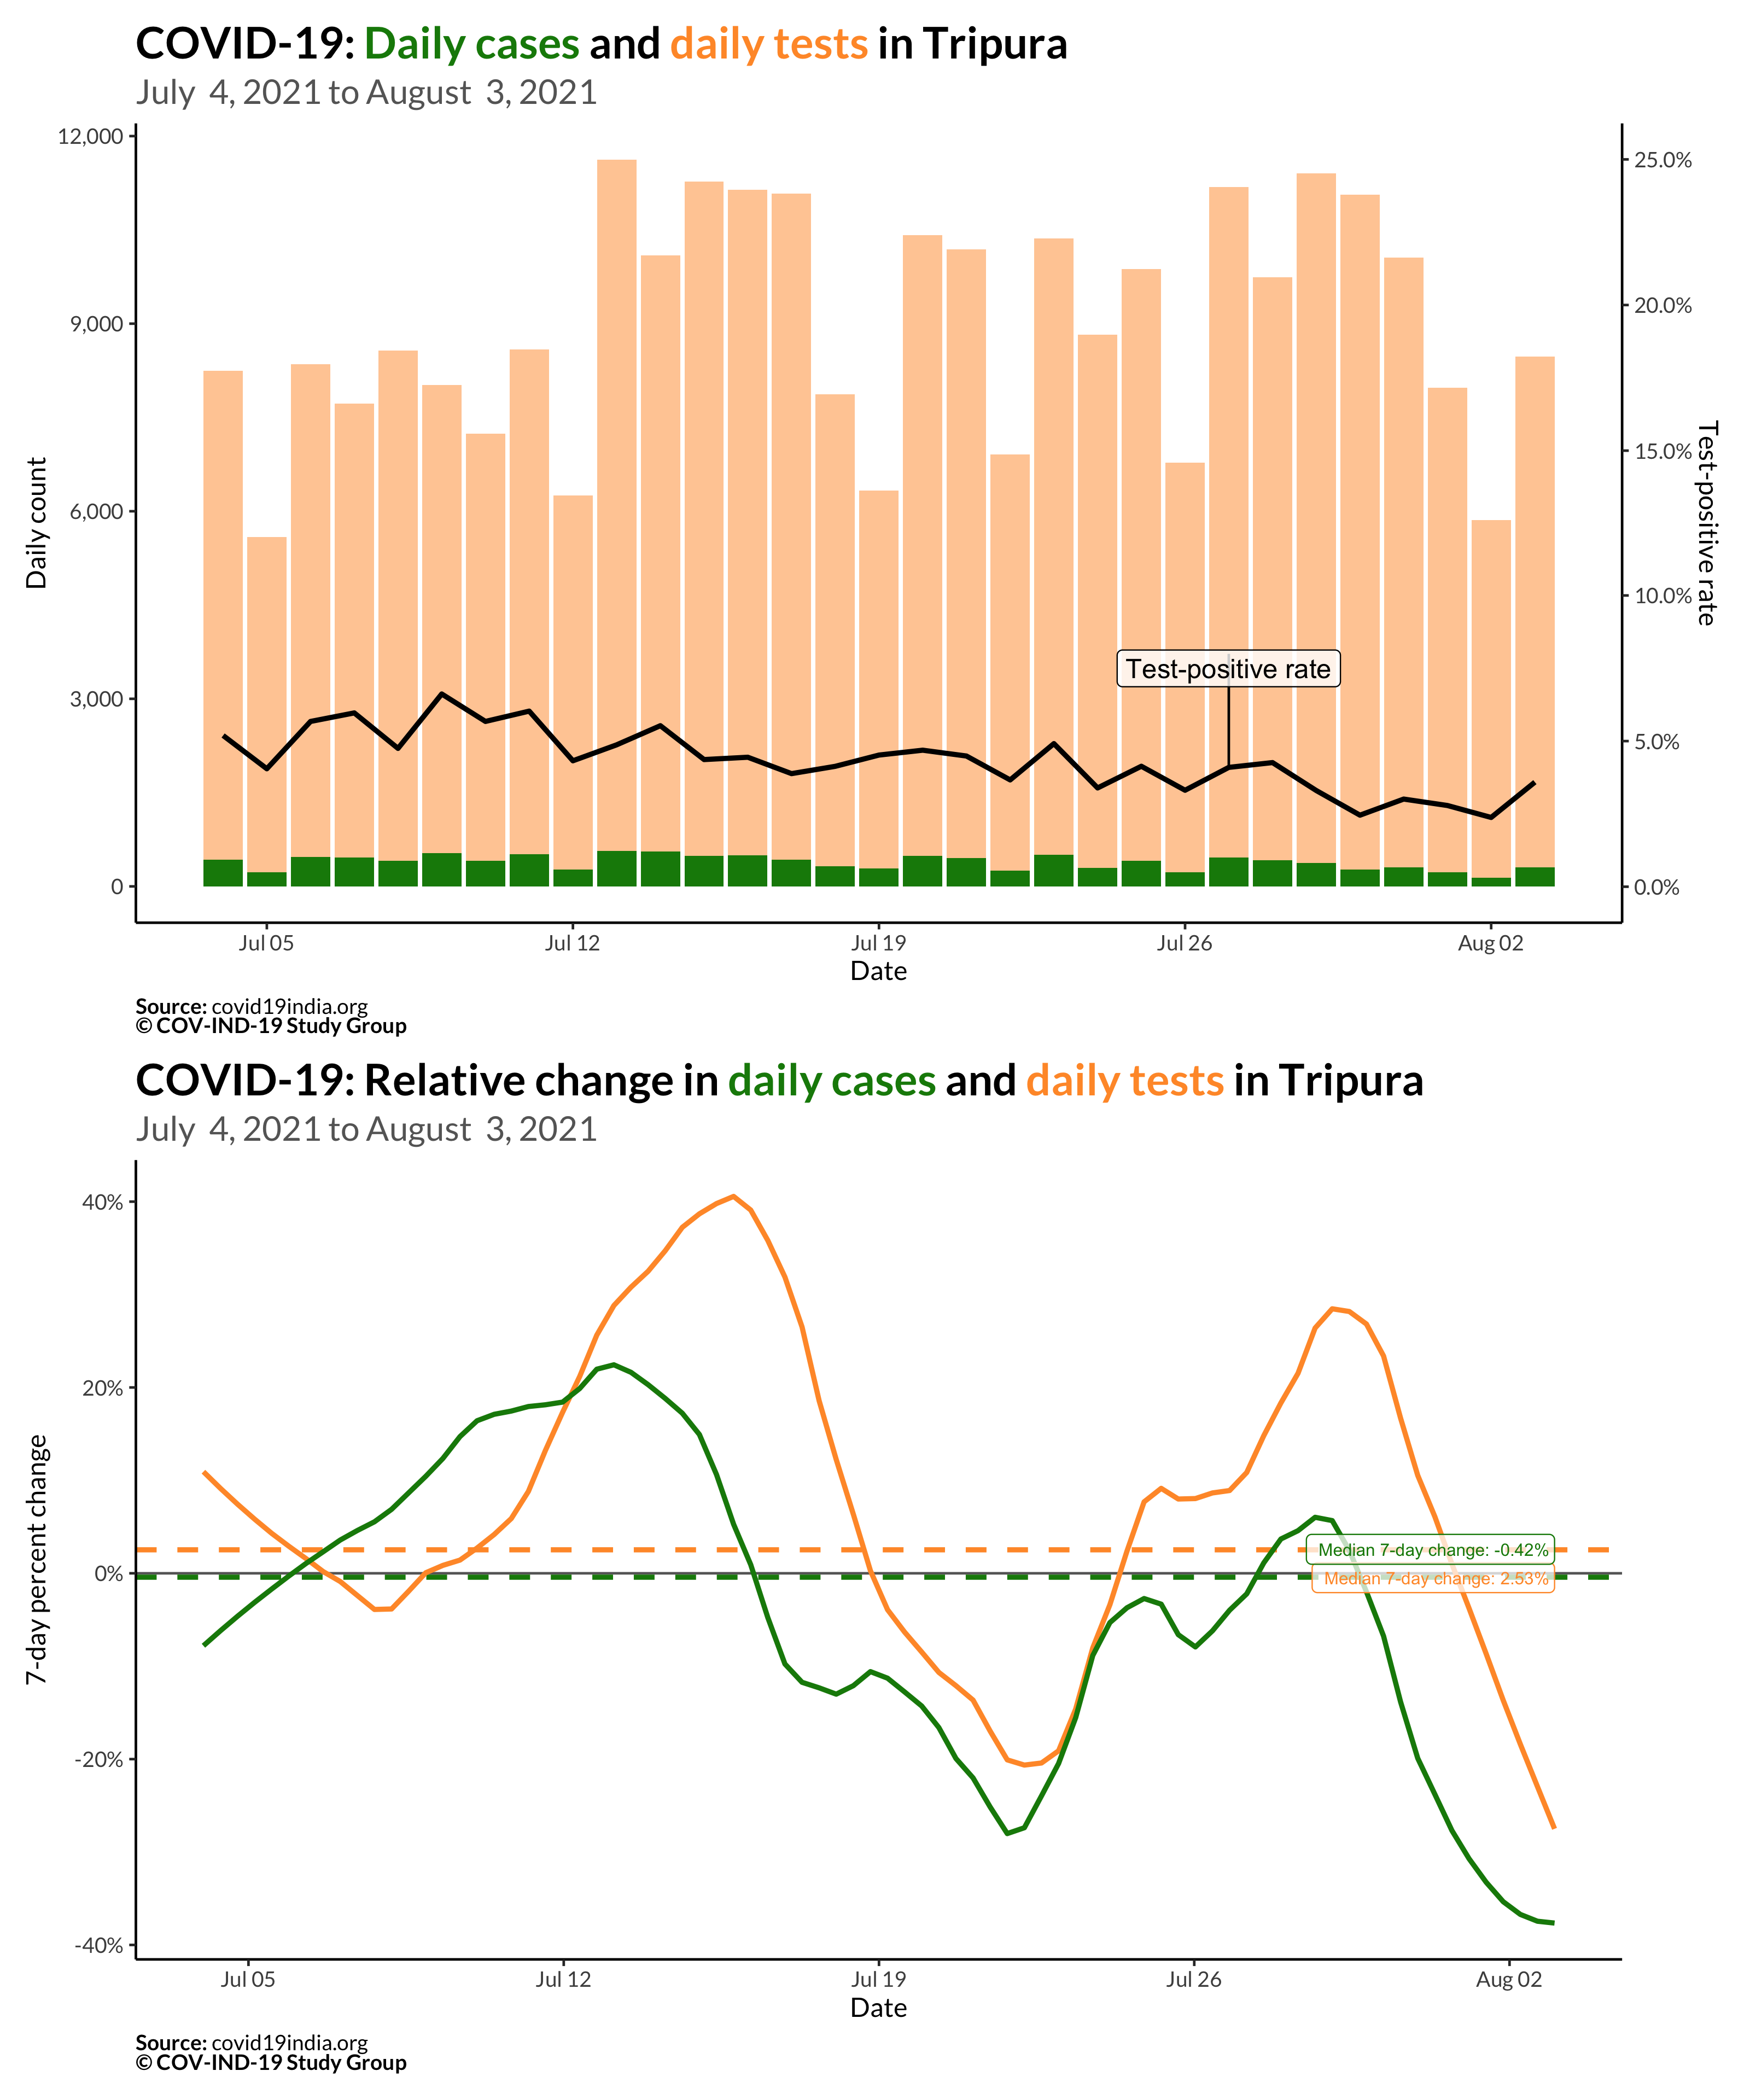 COVID-19: Daily cases and daily tests in Tripura
July 4, 2021 to August 3, 2021
12,000
9,000
6,000
3,000
0
Daily count
25.0%
20.0%
15.0%
10.0%
5.0%
0.0%
Test-positive rate
Test-positive rate
Jul 05
Jul 12
Jul 19
Jul 26
Aug 02
Date
Source: covid19india.org
© COV-IND-19 Study Group
COVID-19: Relative change in daily cases and daily tests in Tripura
July 4, 2021 to August 3, 2021
40%
20%
0%
-20%
-40%
7-day percent change
Median 7-day change: -0.42%
Median 7-day change: 2.53%
Jul 05
Jul 12
Jul 19
Jul 26
Aug 02
Date
Source: covid19india.org
© COV-IND-19 Study Group